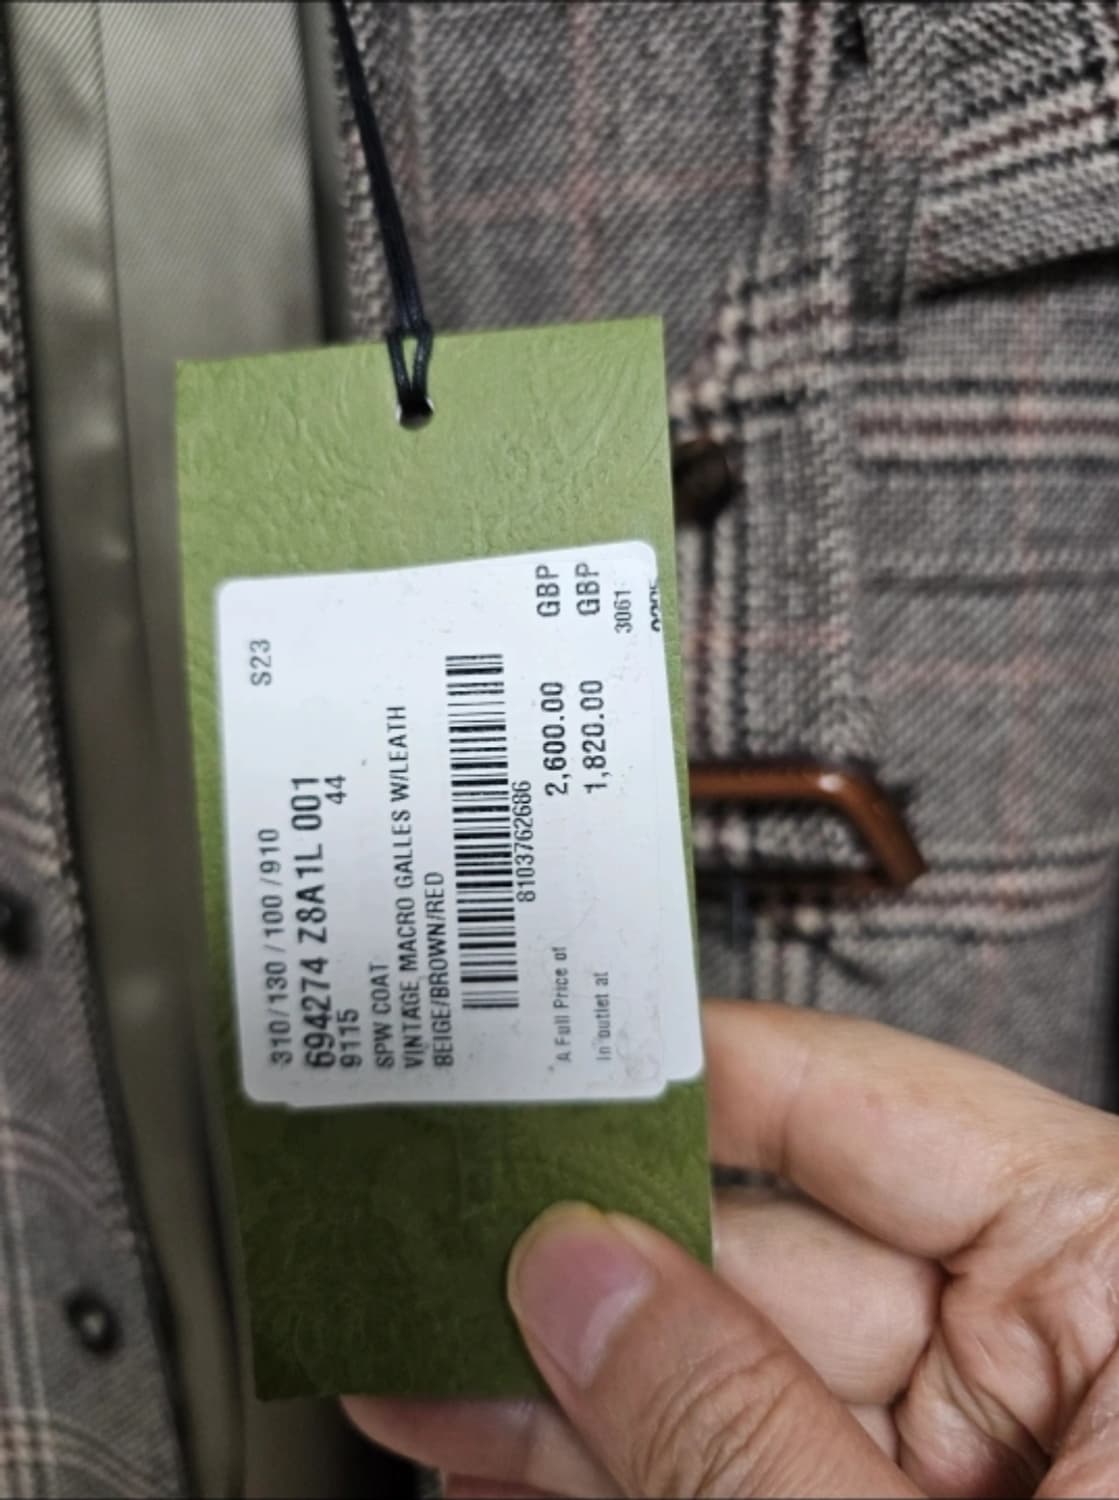 S23
310/130/100/910
694274 Z8A1L 001
9115 44
SPW COAT
VINTAGE MACRO GALLES W/LEATH
BEIGE/BROWN/RED
8103762686
A Full Price of 2,600.00 GBP
In outlet at 1,820.00 GBP
3061